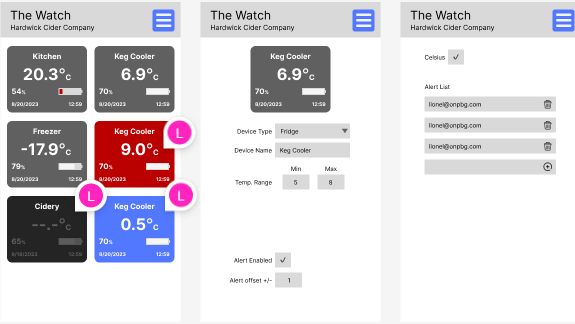 The Watch
Hardwick Cider Company
Kitchen
20.3°C
54%
8/20/2023 12:59
Keg Cooler
6.9°C
70%
8/20/2023 12:59
Freezer
-17.9°C
79%
8/20/2023 12:59
Keg Cooler
9.0°C
70%
8/20/2023 12:59
L
Cidery
--.-°C
65%
12:59
L
Keg Cooler
0.5°C
70%
8/20/2023 12:59
L
The Watch
Hardwick Cider Company
Keg Cooler
6.9°C
70%
8/20/2023 12:59
Device Type Fridge
Device Name Keg Cooler
Min Max
Temp. Range 5 8
Alert Enabled
Alert offset +/- 1
The Watch
Hardwick Cider Company
Celsius
Alert List
lionel@onpbg.com
lionel@onpbg.com
lionel@onpbg.com